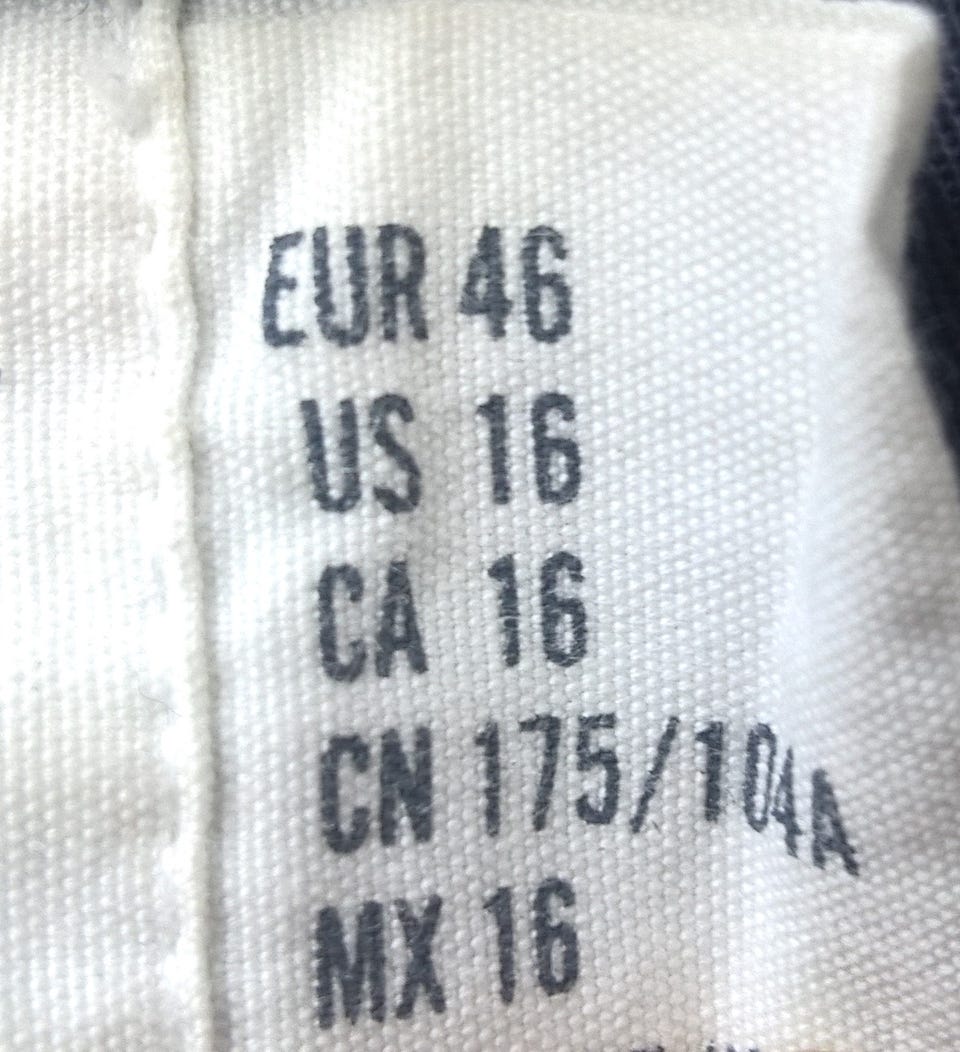 EUR 46
US 16
CA 16
CN 175/104A
MX 16